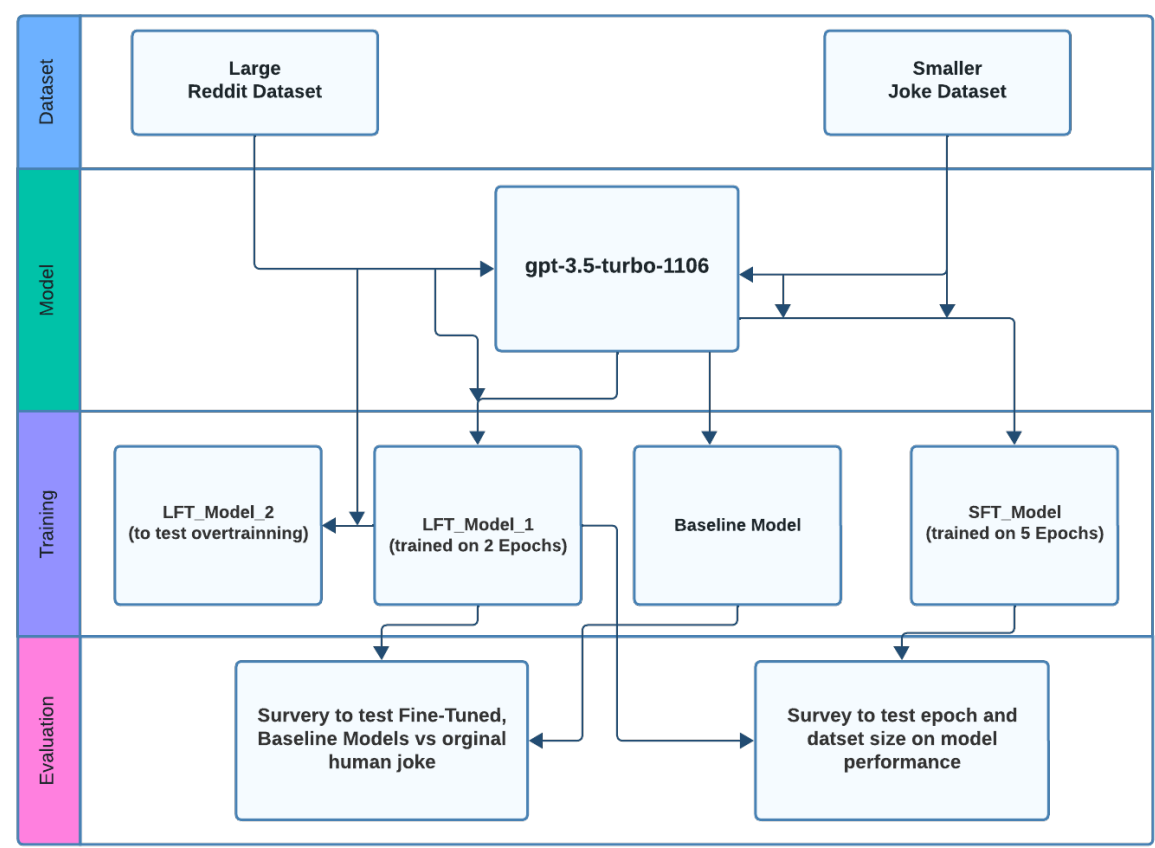 Dataset
Large
Reddit Dataset
Smaller
Joke Dataset
Model
gpt-3.5-turbo-1106
Training
LFT_Model_2
(to test overtrainning)
LFT_Model_1
(trained on 2 Epochs)
Baseline Model
SFT_Model
(trained on 5 Epochs)
Evaluation
Survery to test Fine-Tuned,
Baseline Models vs orginal
human joke
Survey to test epoch and
datset size on model
performance